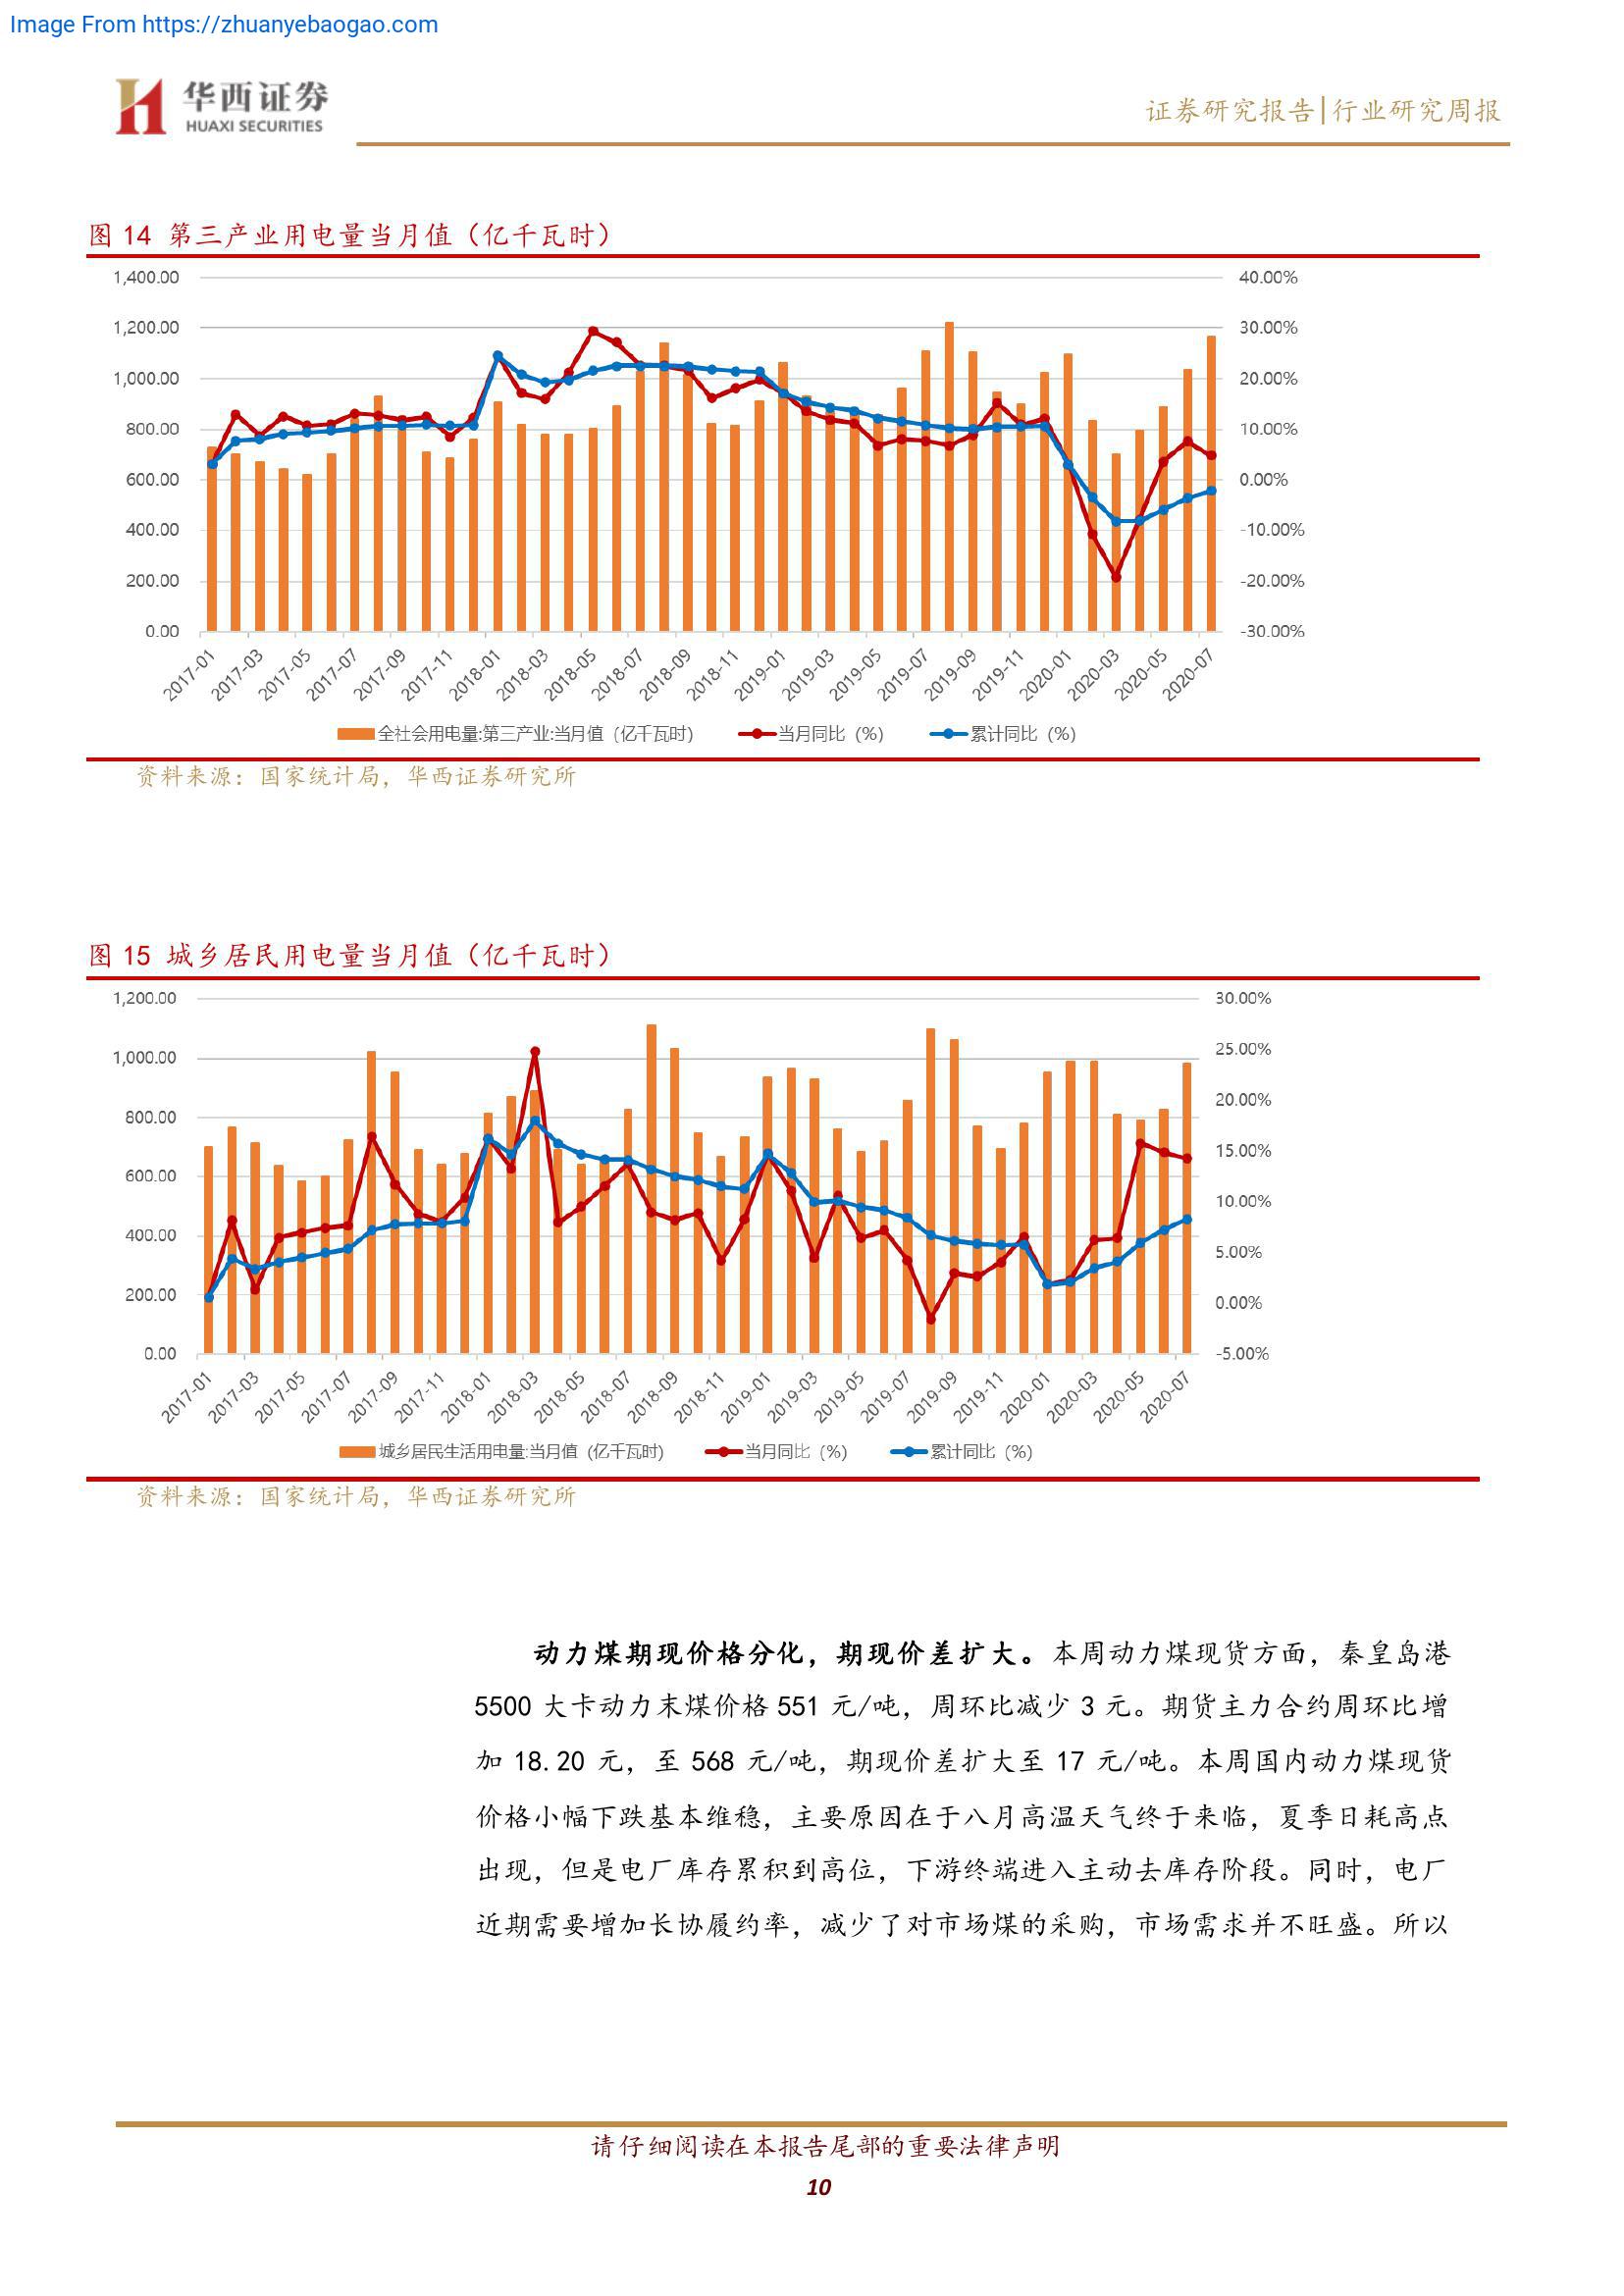 Image From https://zhuanyebaogao.com
华西证券
HUAXI SECURITIES
证券研究报告|行业研究周报
图 14 第三产业用电量当月值（亿千瓦时）
1,400.00
1,200.00
1,000.00
800.00
600.00
400.00
200.00
0.00
40.00%
30.00%
20.00%
10.00%
0.00%
-10.00%
-20.00%
-30.00%
2017-01 2017-03 2017-05 2017-07 2017-09 2017-11 2018-01 2018-03 2018-05 2018-07 2018-09 2018-11 2019-01 2019-03 2019-05 2019-07 2019-09 2019-11 2020-01 2020-03 2020-05 2020-07
全社会用电量:第三产业:当月值（亿千瓦时） 当月同比（%） 累计同比（%）
资料来源：国家统计局，华西证券研究所
图 15 城乡居民用电量当月值（亿千瓦时）
1,200.00
1,000.00
800.00
600.00
400.00
200.00
0.00
30.00%
25.00%
20.00%
15.00%
10.00%
5.00%
0.00%
-5.00%
2017-01 2017-03 2017-05 2017-07 2017-09 2017-11 2018-01 2018-03 2018-05 2018-07 2018-09 2018-11 2019-01 2019-03 2019-05 2019-07 2019-09 2019-11 2020-01 2020-03 2020-05 2020-07
城乡居民生活用电量:当月值（亿千瓦时） 当月同比（%） 累计同比（%）
资料来源：国家统计局，华西证券研究所
动力煤期现价格分化，期现价差扩大。本周动力煤现货方面，秦皇岛港
5500 大卡动力末煤价格 551 元/吨，周环比减少 3 元。期货主力合约周环比增
加 18.20 元，至 568 元/吨，期现价差扩大至 17 元/吨。本周国内动力煤现货
价格小幅下跌基本维稳，主要原因在于八月高温天气终于来临，夏季日耗高点
出现，但是电厂库存累积到高位，下游终端进入主动去库存阶段。同时，电厂
近期需要增加长协履约率，减少了对市场煤的采购，市场需求并不旺盛。所以
请仔细阅读在本报告尾部的重要法律声明
10